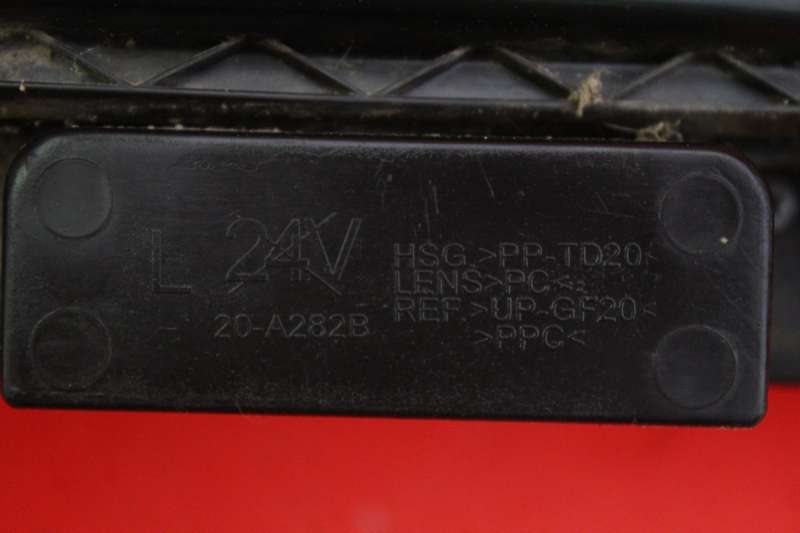 L 24V
20-A282B
HSG.>PP-TD20<
LENS>PC<
REF.>UP-GF20<
>PPC<